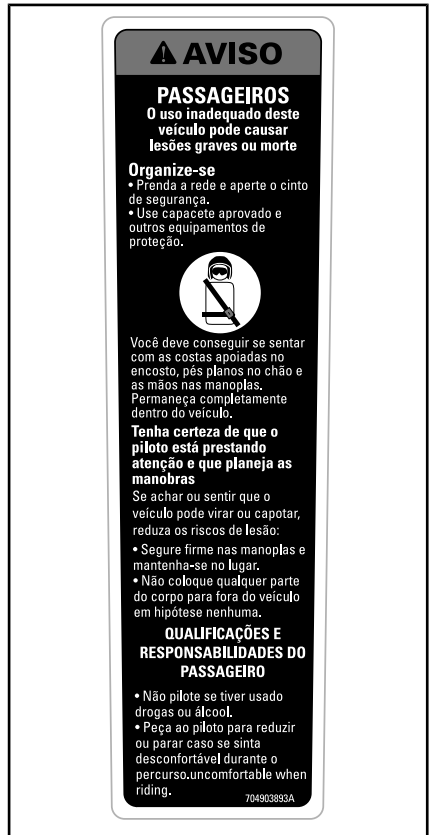 AVISO
PASSAGEIROS
O uso inadequado deste
veículo pode causar
lesões graves ou morte
Organize-se
• Prenda a rede e aperte o cinto
de segurança.
• Use capacete aprovado e
outros equipamentos de
proteção.
Você deve conseguir se sentar
com as costas apoiadas no
encosto, pés planos no chão e
as mãos nas manoplas.
Permaneça completamente
dentro do veículo.
Tenha certeza de que o
piloto está prestando
atenção e que planeja as
manobras
Se achar ou sentir que o
veículo pode virar ou capotar,
reduza os riscos de lesão:
• Segure firme nas manoplas e
mantenha-se no lugar.
• Não coloque qualquer parte
do corpo para fora do veículo
em hipótese nenhuma.
QUALIFICAÇÕES E
RESPONSABILIDADES DO
PASSAGEIRO
• Não pilote se tiver usado
drogas ou álcool.
• Peça ao piloto para reduzir
ou parar caso se sinta
desconfortável durante o
percurso.uncomfortable when
riding.
704903893A